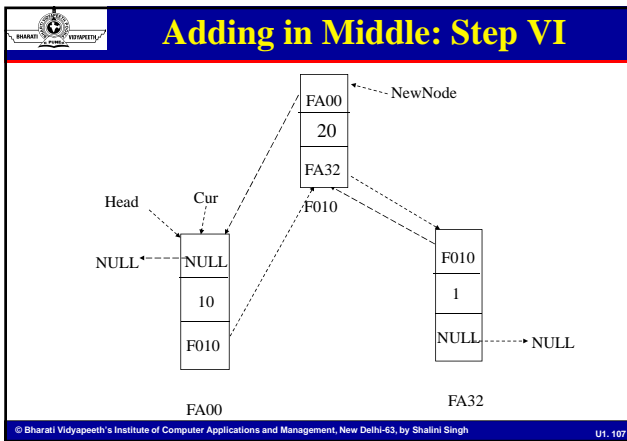 BHARATI VIDYAPEETH
PUNE
Adding in Middle: Step VI
FA00
NewNode
20
FA32
F010
Head
Cur
NULL
NULL
10
F010
FA00
F010
1
NULL
NULL
FA32
© Bharati Vidyapeeth's Institute of Computer Applications and Management, New Delhi-63, by Shalini Singh
U1. 107